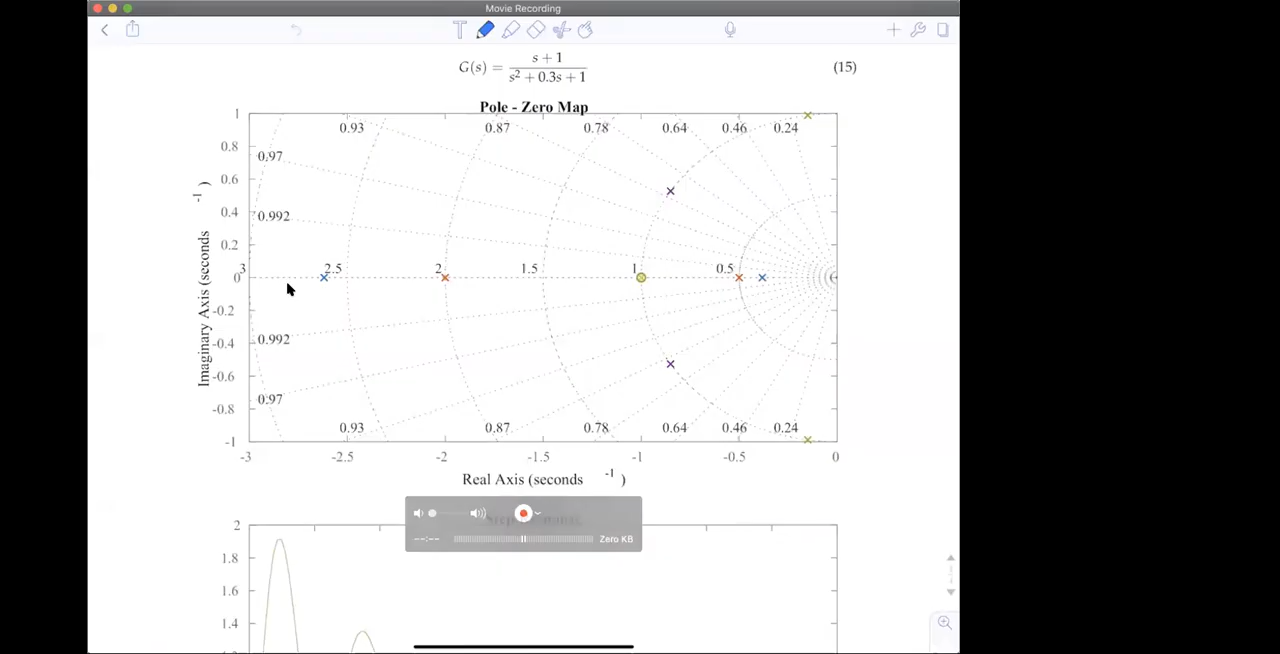 Movie Recording
T
G(s) = (s + 1)/(s² + 0.3s + 1) (15)
Pole - Zero Map
1
0.93 0.87 0.78 0.64 0.46 0.24
0.8
0.97
0.6
0.4
0.992
0.2
3 2.5 2 1.5 1 0.5
0
-0.2
0.992
-0.4
-0.6
0.97
-0.8
0.93 0.87 0.78 0.64 0.46 0.24
-1
-3 -2.5 -2 -1.5 -1 -0.5 0
Real Axis (seconds -1 )
Imaginary Axis (seconds -1 )
--:-- Zero KB
2
1.8
1.6
1.4